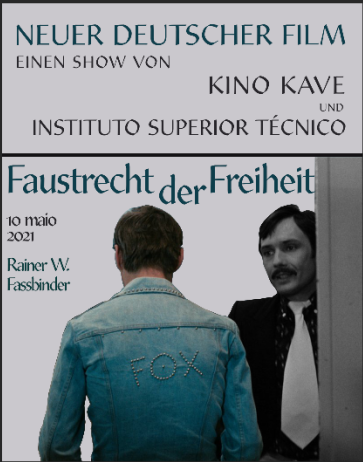 NEUER DEUTSCHER FILM
EINEN SHOW VON
KINO KAVE
UND
INSTITUTO SUPERIOR TÉCNICO
Faustrecht der Freiheit
10 maio
2021
Rainer W.
Fassbinder
FOX